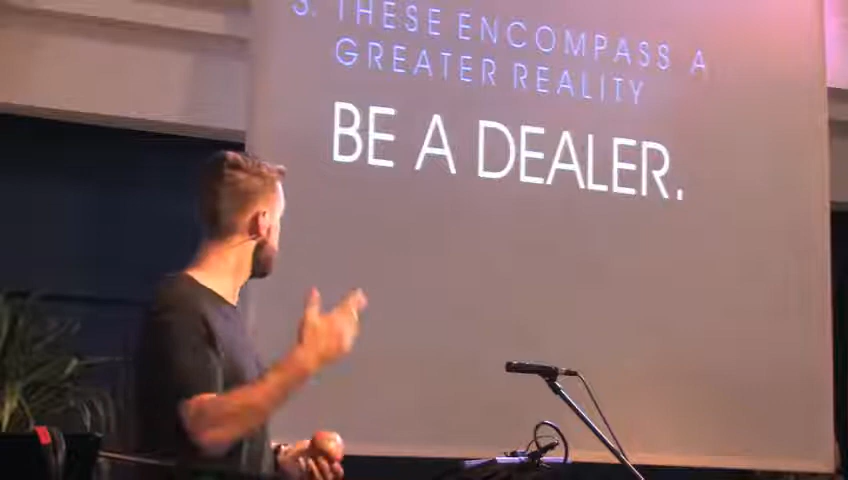 3. THESE ENCOMPASS A
GREATER REALITY
BE A DEALER.